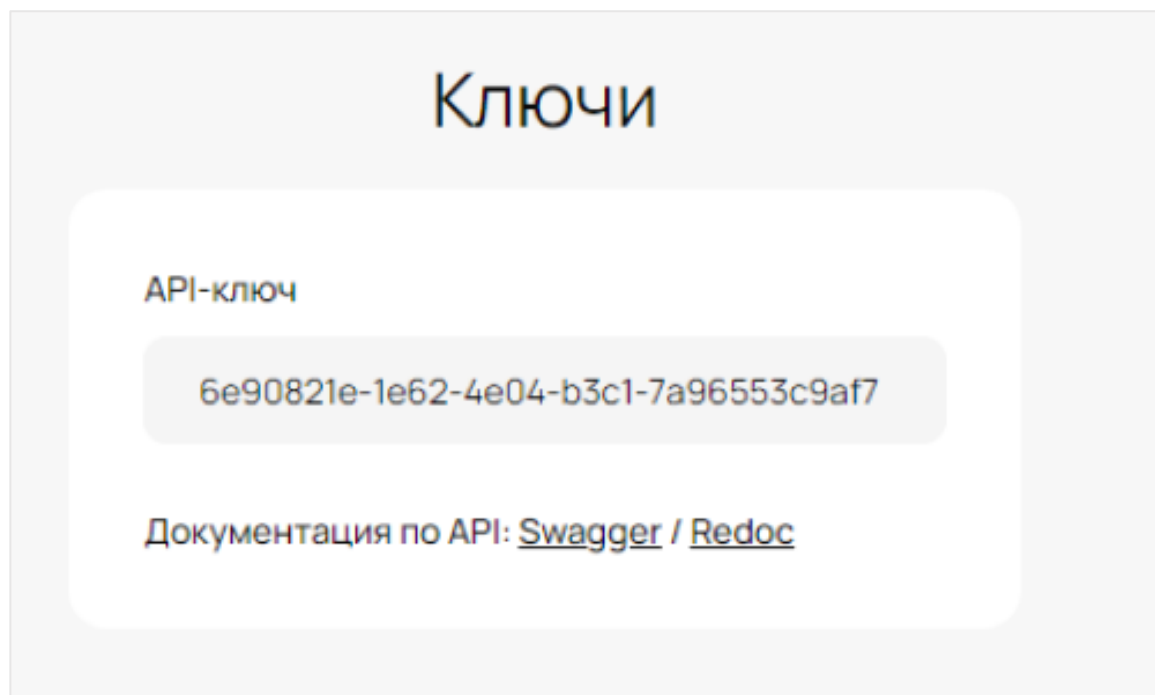 Ключи
API-ключ
6e90821e-1e62-4e04-b3c1-7a96553c9af7
Документация по API: Swagger / Redoc